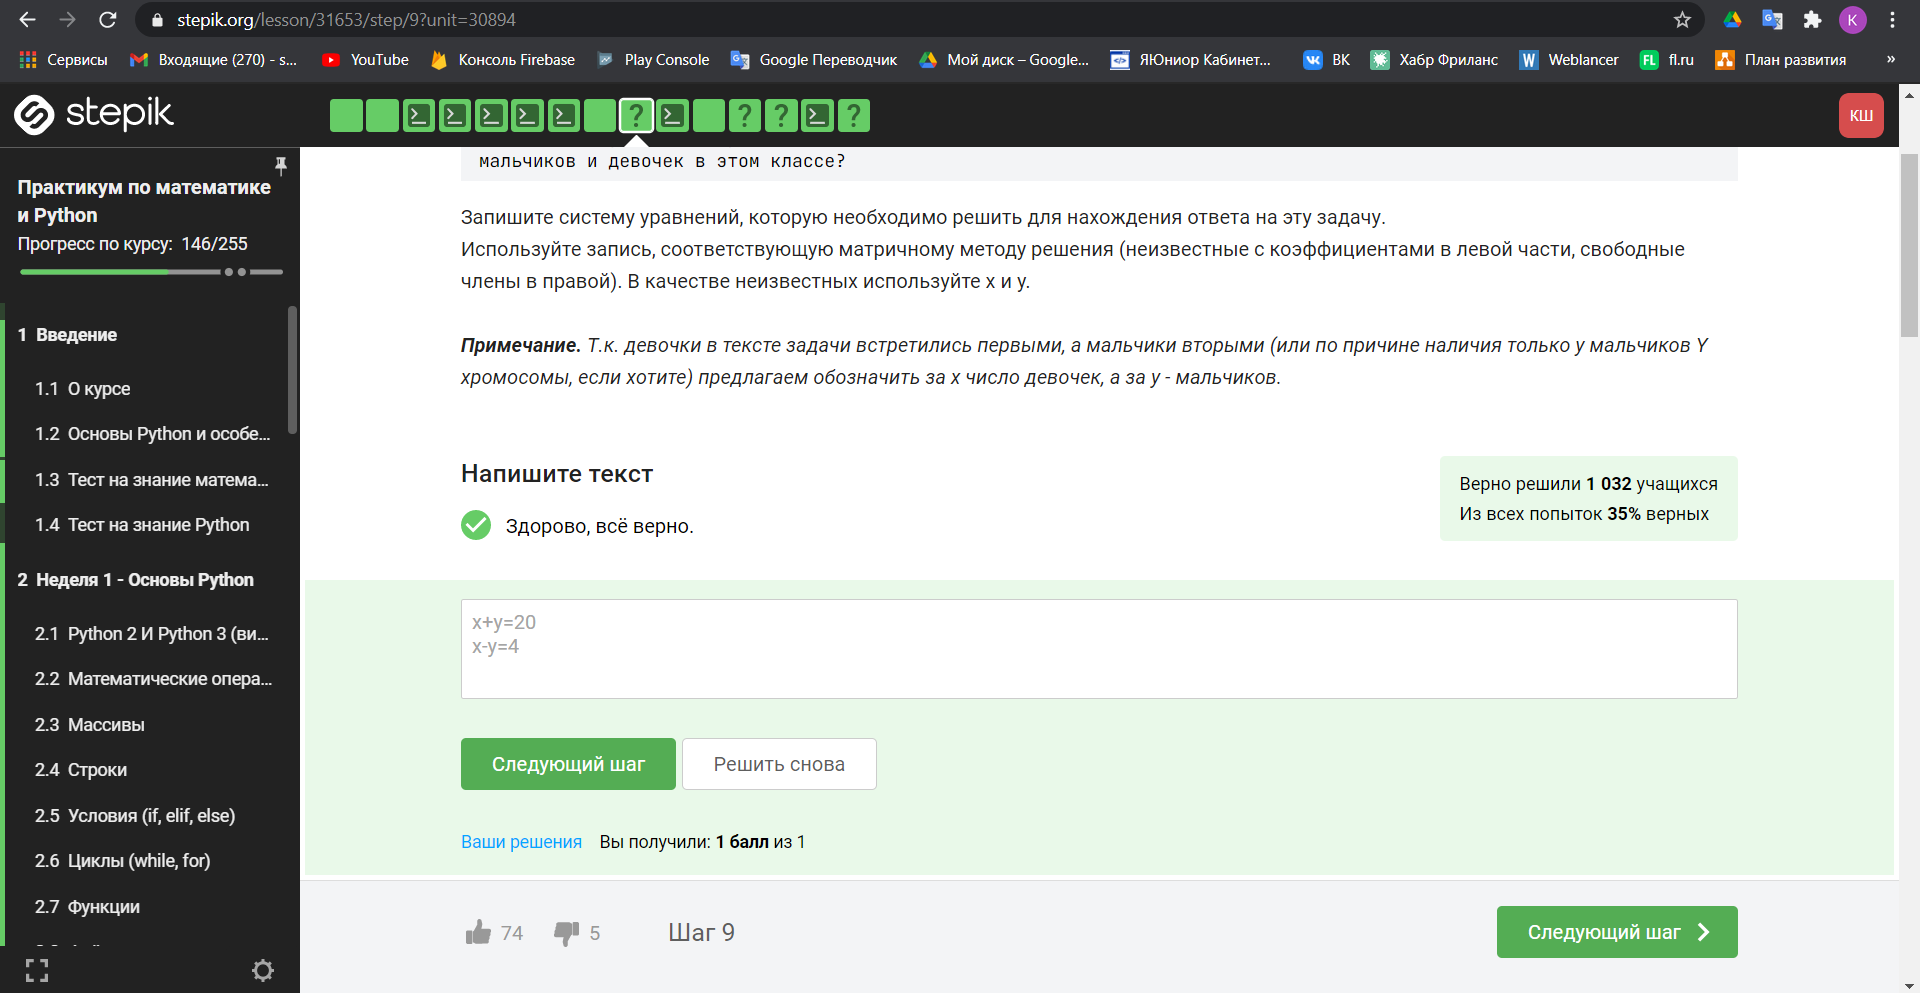 stepik.org/lesson/31653/step/9?unit=30894
K
Сервисы
Входящие (270) - s...
YouTube
Консоль Firebase
Play Console
Google Переводчик
Мой диск – Google...
ЯЮниор Кабинет...
ВК
Хабр Фриланс
Weblancer
fl.ru
План развития
»
stepik
КШ
Практикум по математике
и Python
Прогресс по курсу: 146/255
1 Введение
1.1 О курсе
1.2 Основы Python и особе...
1.3 Тест на знание матема...
1.4 Тест на знание Python
2 Неделя 1 - Основы Python
2.1 Python 2 И Python 3 (ви...
2.2 Математические опера...
2.3 Массивы
2.4 Строки
2.5 Условия (if, elif, else)
2.6 Циклы (while, for)
2.7 Функции
мальчиков и девочек в этом классе?
Запишите систему уравнений, которую необходимо решить для нахождения ответа на эту задачу.
Используйте запись, соответствующую матричному методу решения (неизвестные с коэффициентами в левой части, свободные
члены в правой). В качестве неизвестных используйте x и y.
Примечание. Т.к. девочки в тексте задачи встретились первыми, а мальчики вторыми (или по причине наличия только у мальчиков Y
хромосомы, если хотите) предлагаем обозначить за x число девочек, а за y - мальчиков.
Напишите текст
Здорово, всё верно.
Верно решили 1 032 учащихся
Из всех попыток 35% верных
x+y=20
x-y=4
Следующий шаг
Решить снова
Ваши решения Вы получили: 1 балл из 1
74
5
Шаг 9
Следующий шаг